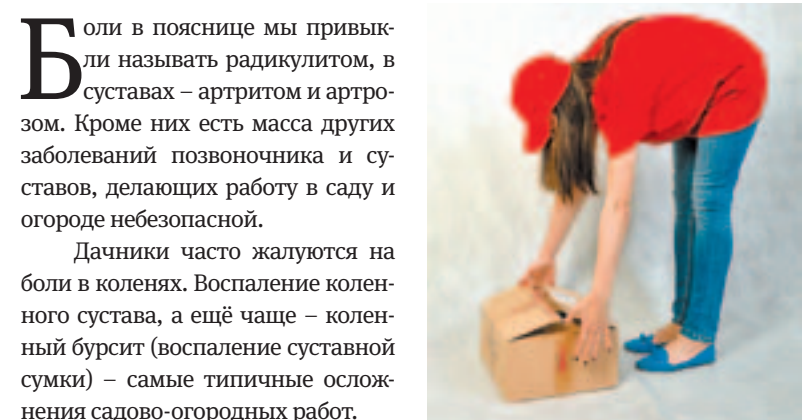 Боли в пояснице мы привык-
ли называть радикулитом, в
суставах – артритом и артро-
зом. Кроме них есть масса других
заболеваний позвоночника и су-
ставов, делающих работу в саду и
огороде небезопасной.
Дачники часто жалуются на
боли в коленях. Воспаление колен-
ного сустава, а ещё чаще – колен-
ный бурсит (воспаление суставной
сумки) – самые типичные ослож-
нения садово-огородных работ.